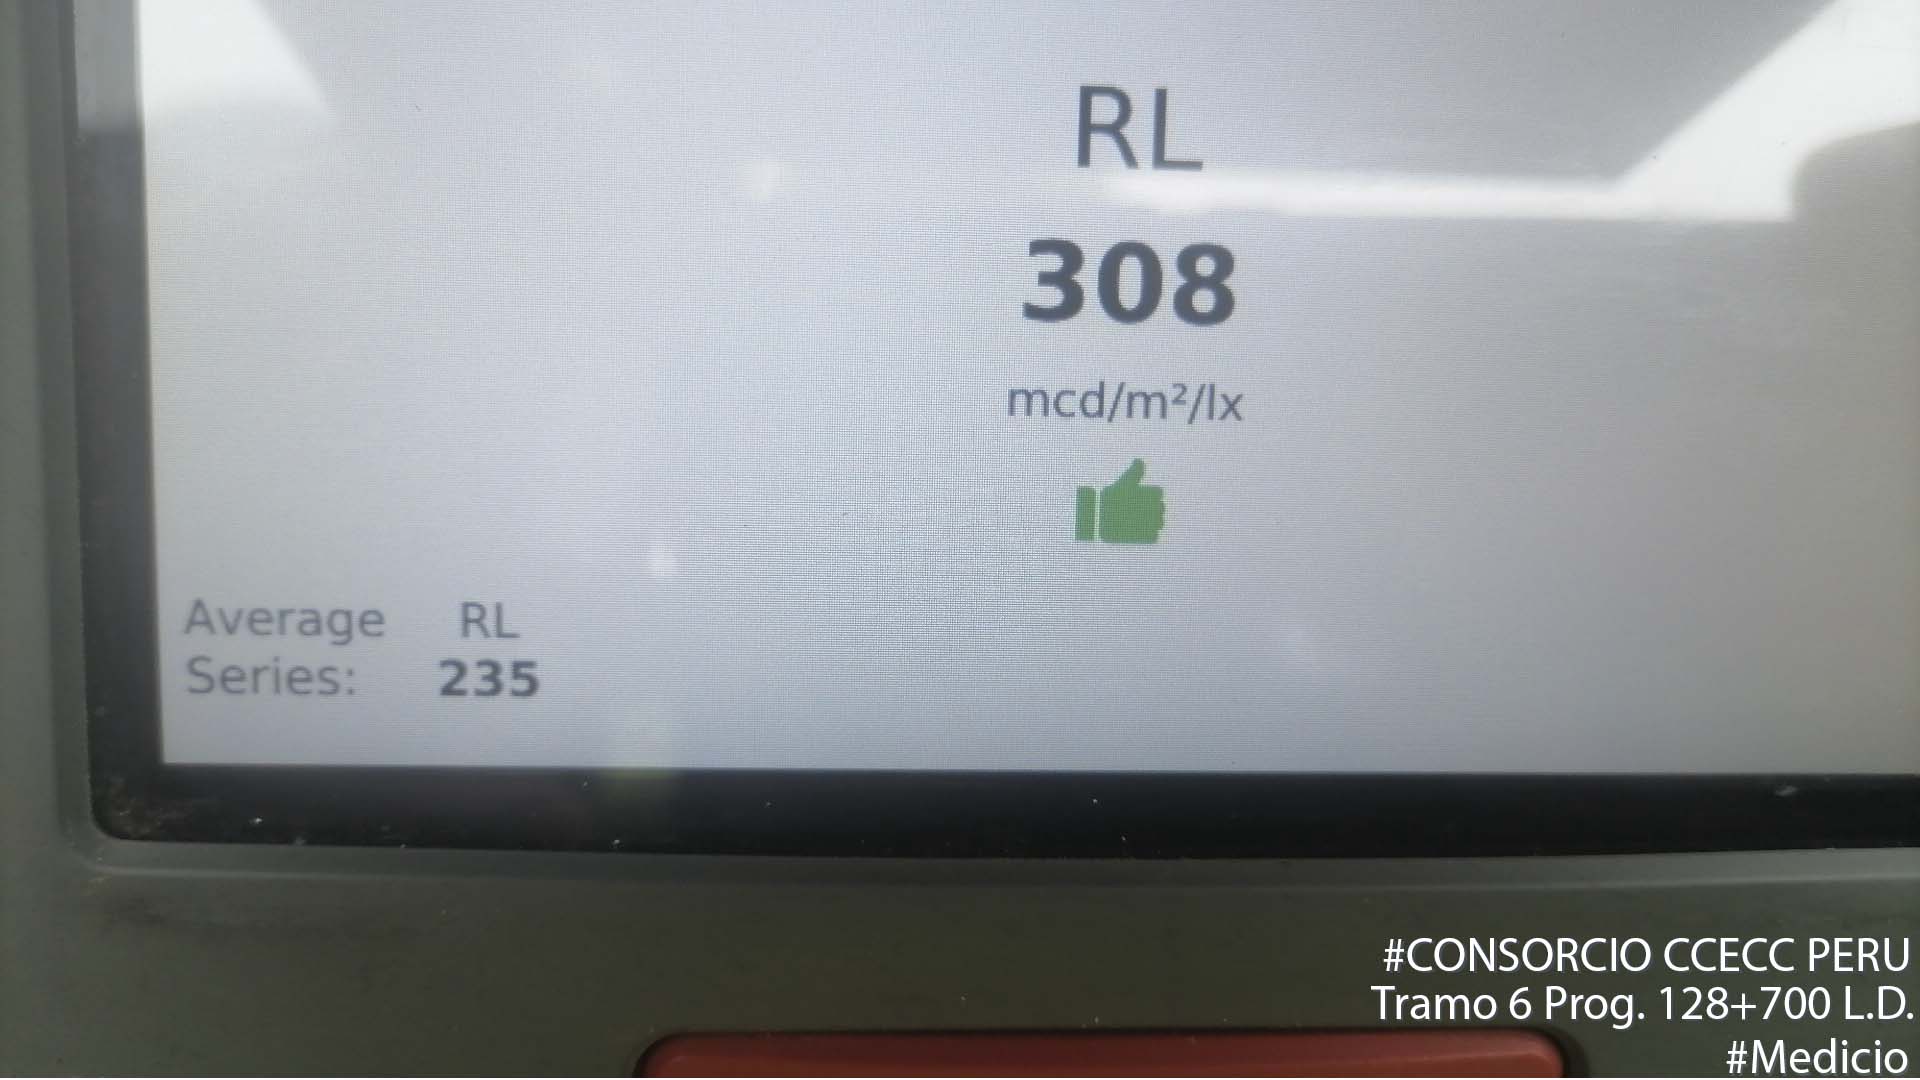 RL
308
mcd/m²/lx
Average RL
Series: 235
#CONSORCIO CCECC PERU
Tramo 6 Prog. 128+700 L.D.
#Medicio